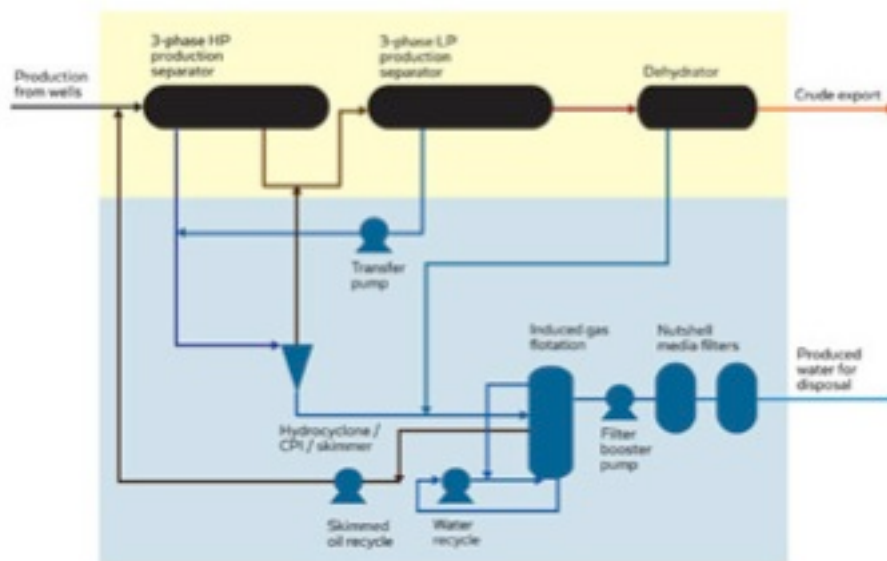 3-phase HP
production
separator
3-phase LP
production
separator
Dehydrator
Production
from wells
Crude export
Transfer
pump
Induced gas
flotation
Nutshell
media filters
Produced
water for
disposal
Hydrocyclone /
CPI / skimmer
Filter
booster
pump
Skimmed
oil recycle
Water
recycle